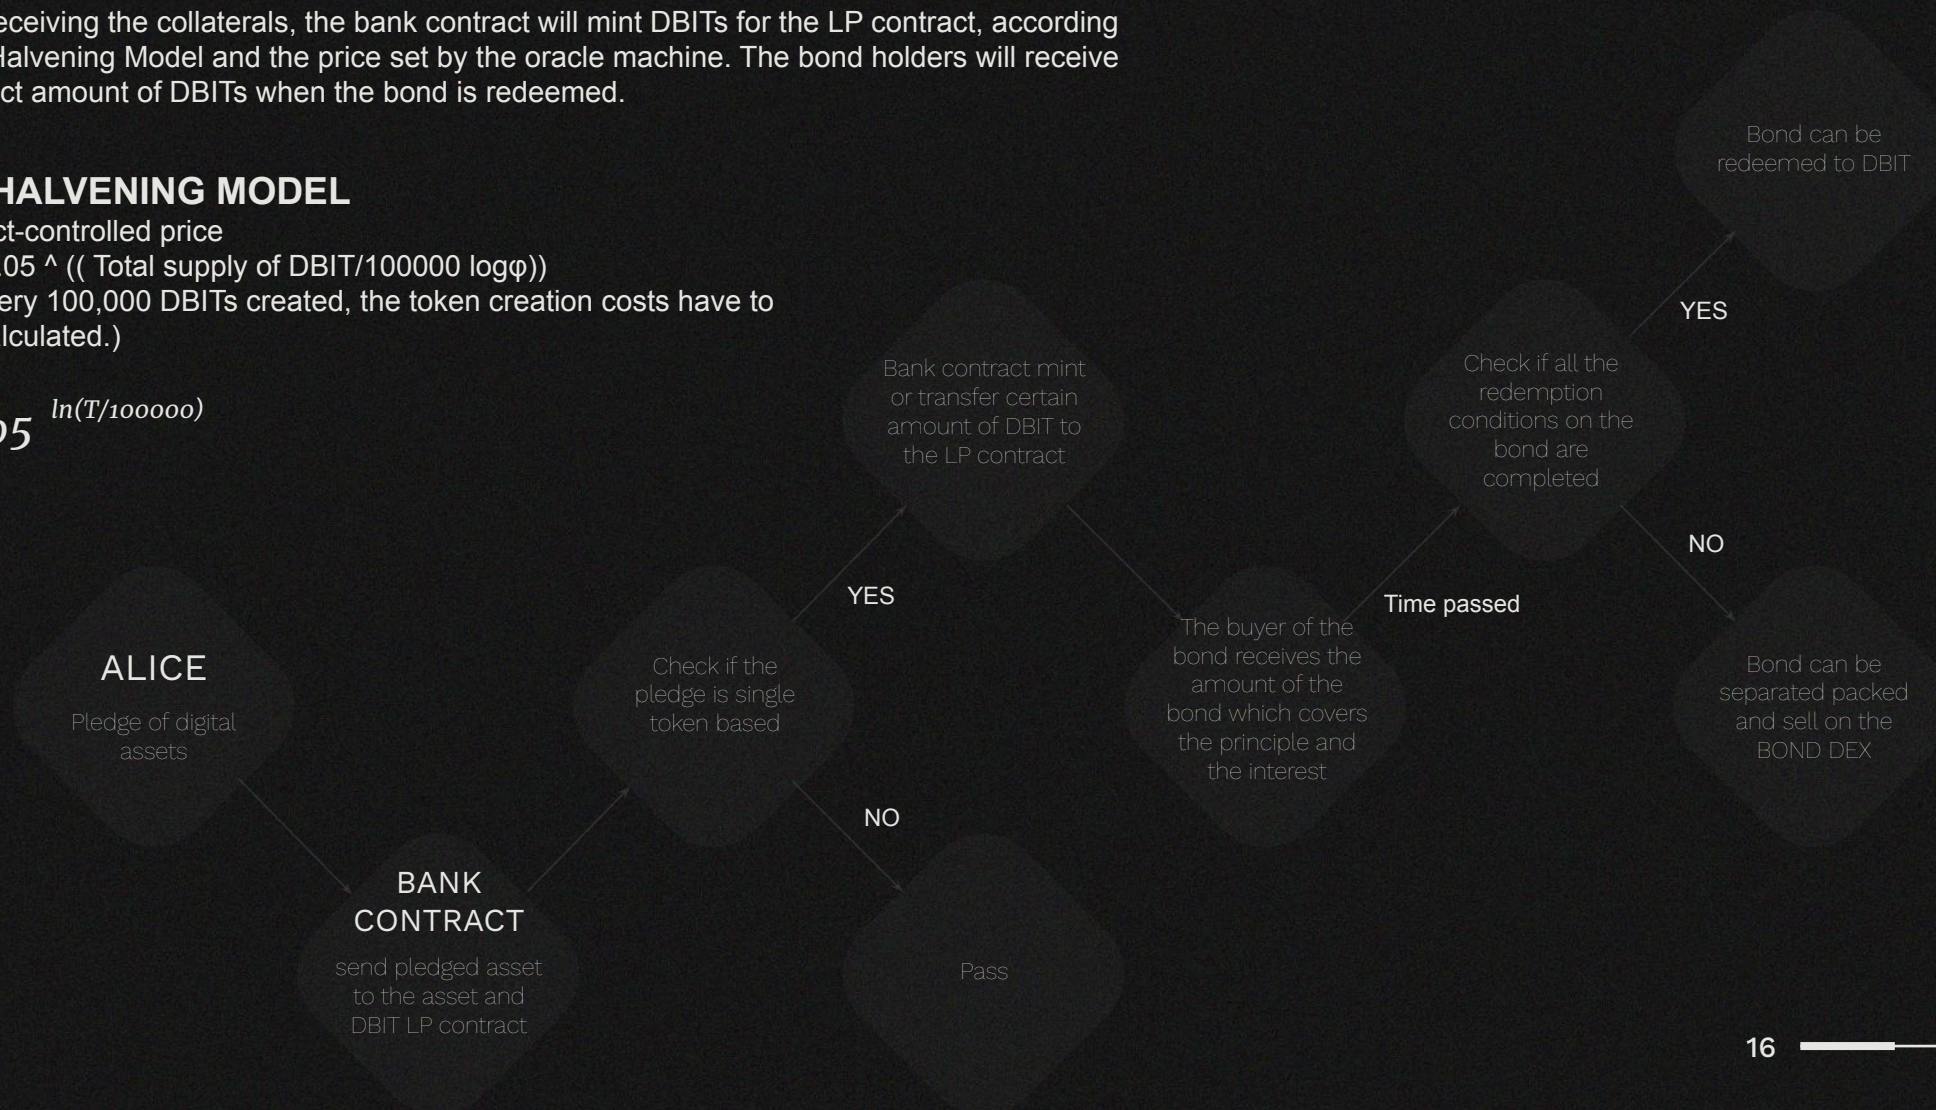 eceiving the collaterals, the bank contract will mint DBITs for the LP contract, according
Halvening Model and the price set by the oracle machine. The bond holders will receive
ct amount of DBITs when the bond is redeemed.
HALVENING MODEL
ct-controlled price
.05 ^ (( Total supply of DBIT/100000 logφ))
ery 100,000 DBITs created, the token creation costs have to
lculated.)
05 ln(T/100000)
ALICE
Pledge of digital
assets
BANK
CONTRACT
send pledged asset
to the asset and
DBIT LP contract
Check if the
pledge is single
token based
YES
NO
Bank contract mint
or transfer certain
amount of DBIT to
the LP contract
Pass
The buyer of the
bond receives the
amount of the
bond which covers
the principle and
the interest
Time passed
Check if all the
redemption
conditions on the
bond are
completed
YES
NO
Bond can be
redeemed to DBIT
Bond can be
separated packed
and sell on the
BOND DEX
16